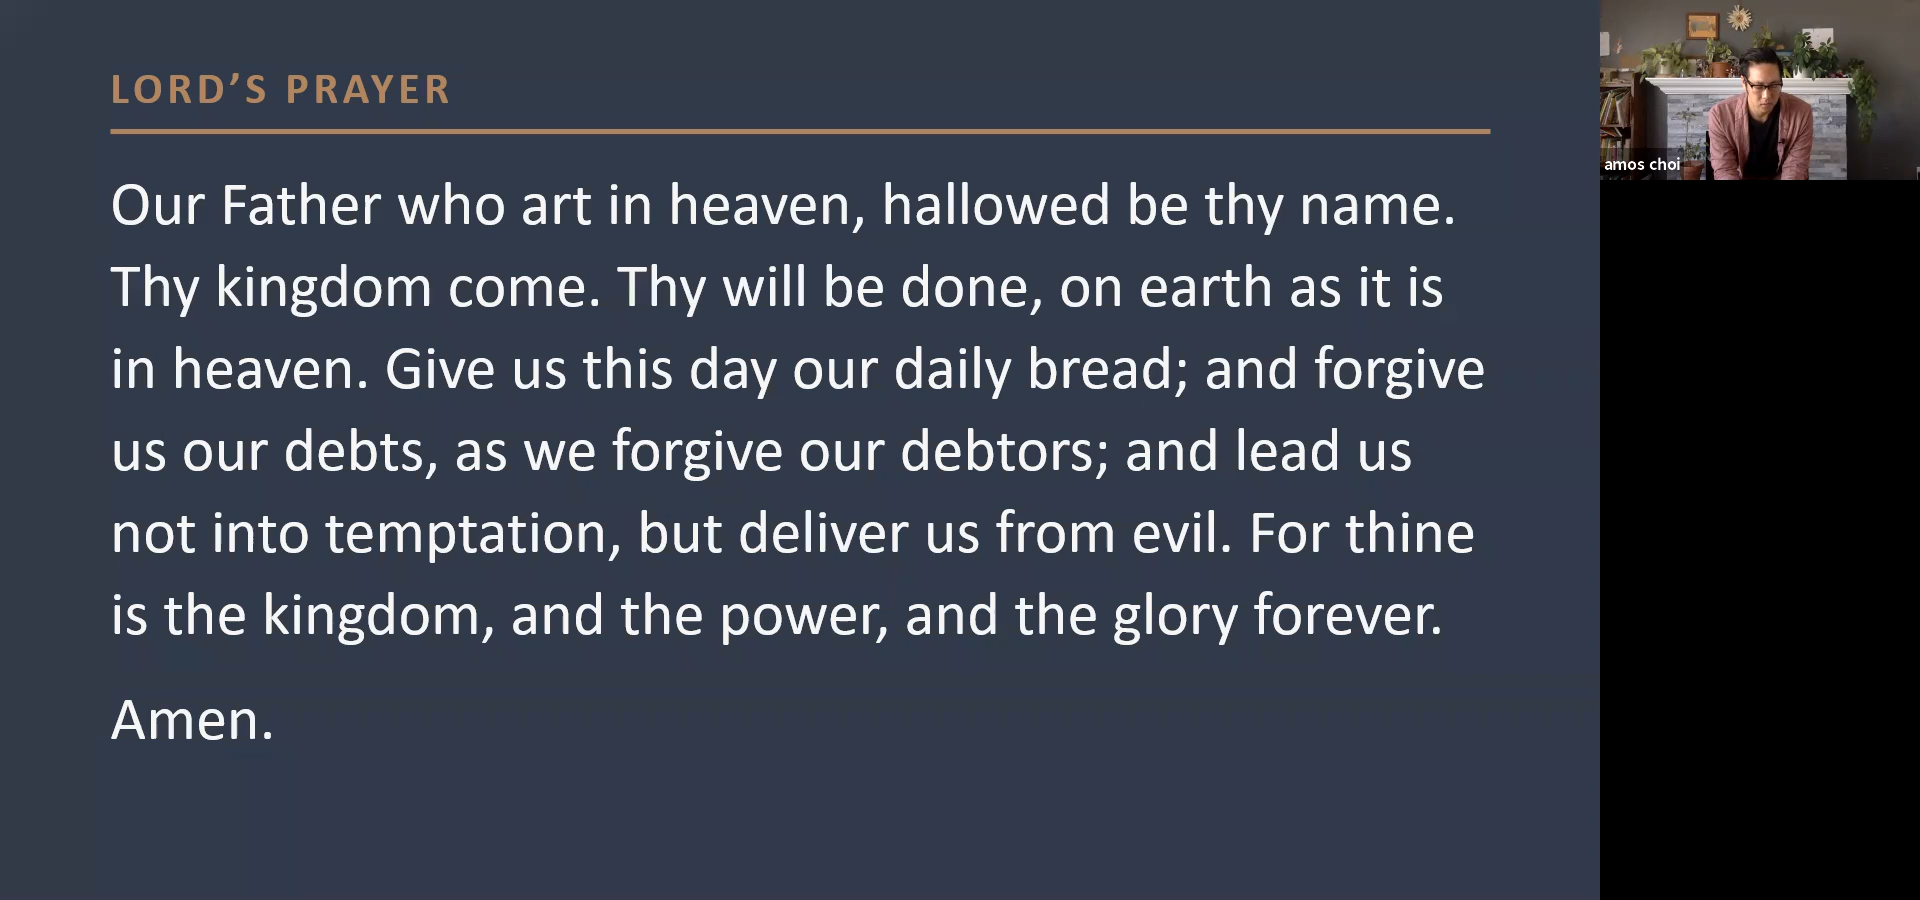 LORD’S PRAYER
Our Father who art in heaven, hallowed be thy name.
Thy kingdom come. Thy will be done, on earth as it is
in heaven. Give us this day our daily bread; and forgive
us our debts, as we forgive our debtors; and lead us
not into temptation, but deliver us from evil. For thine
is the kingdom, and the power, and the glory forever.
Amen.
amos choi